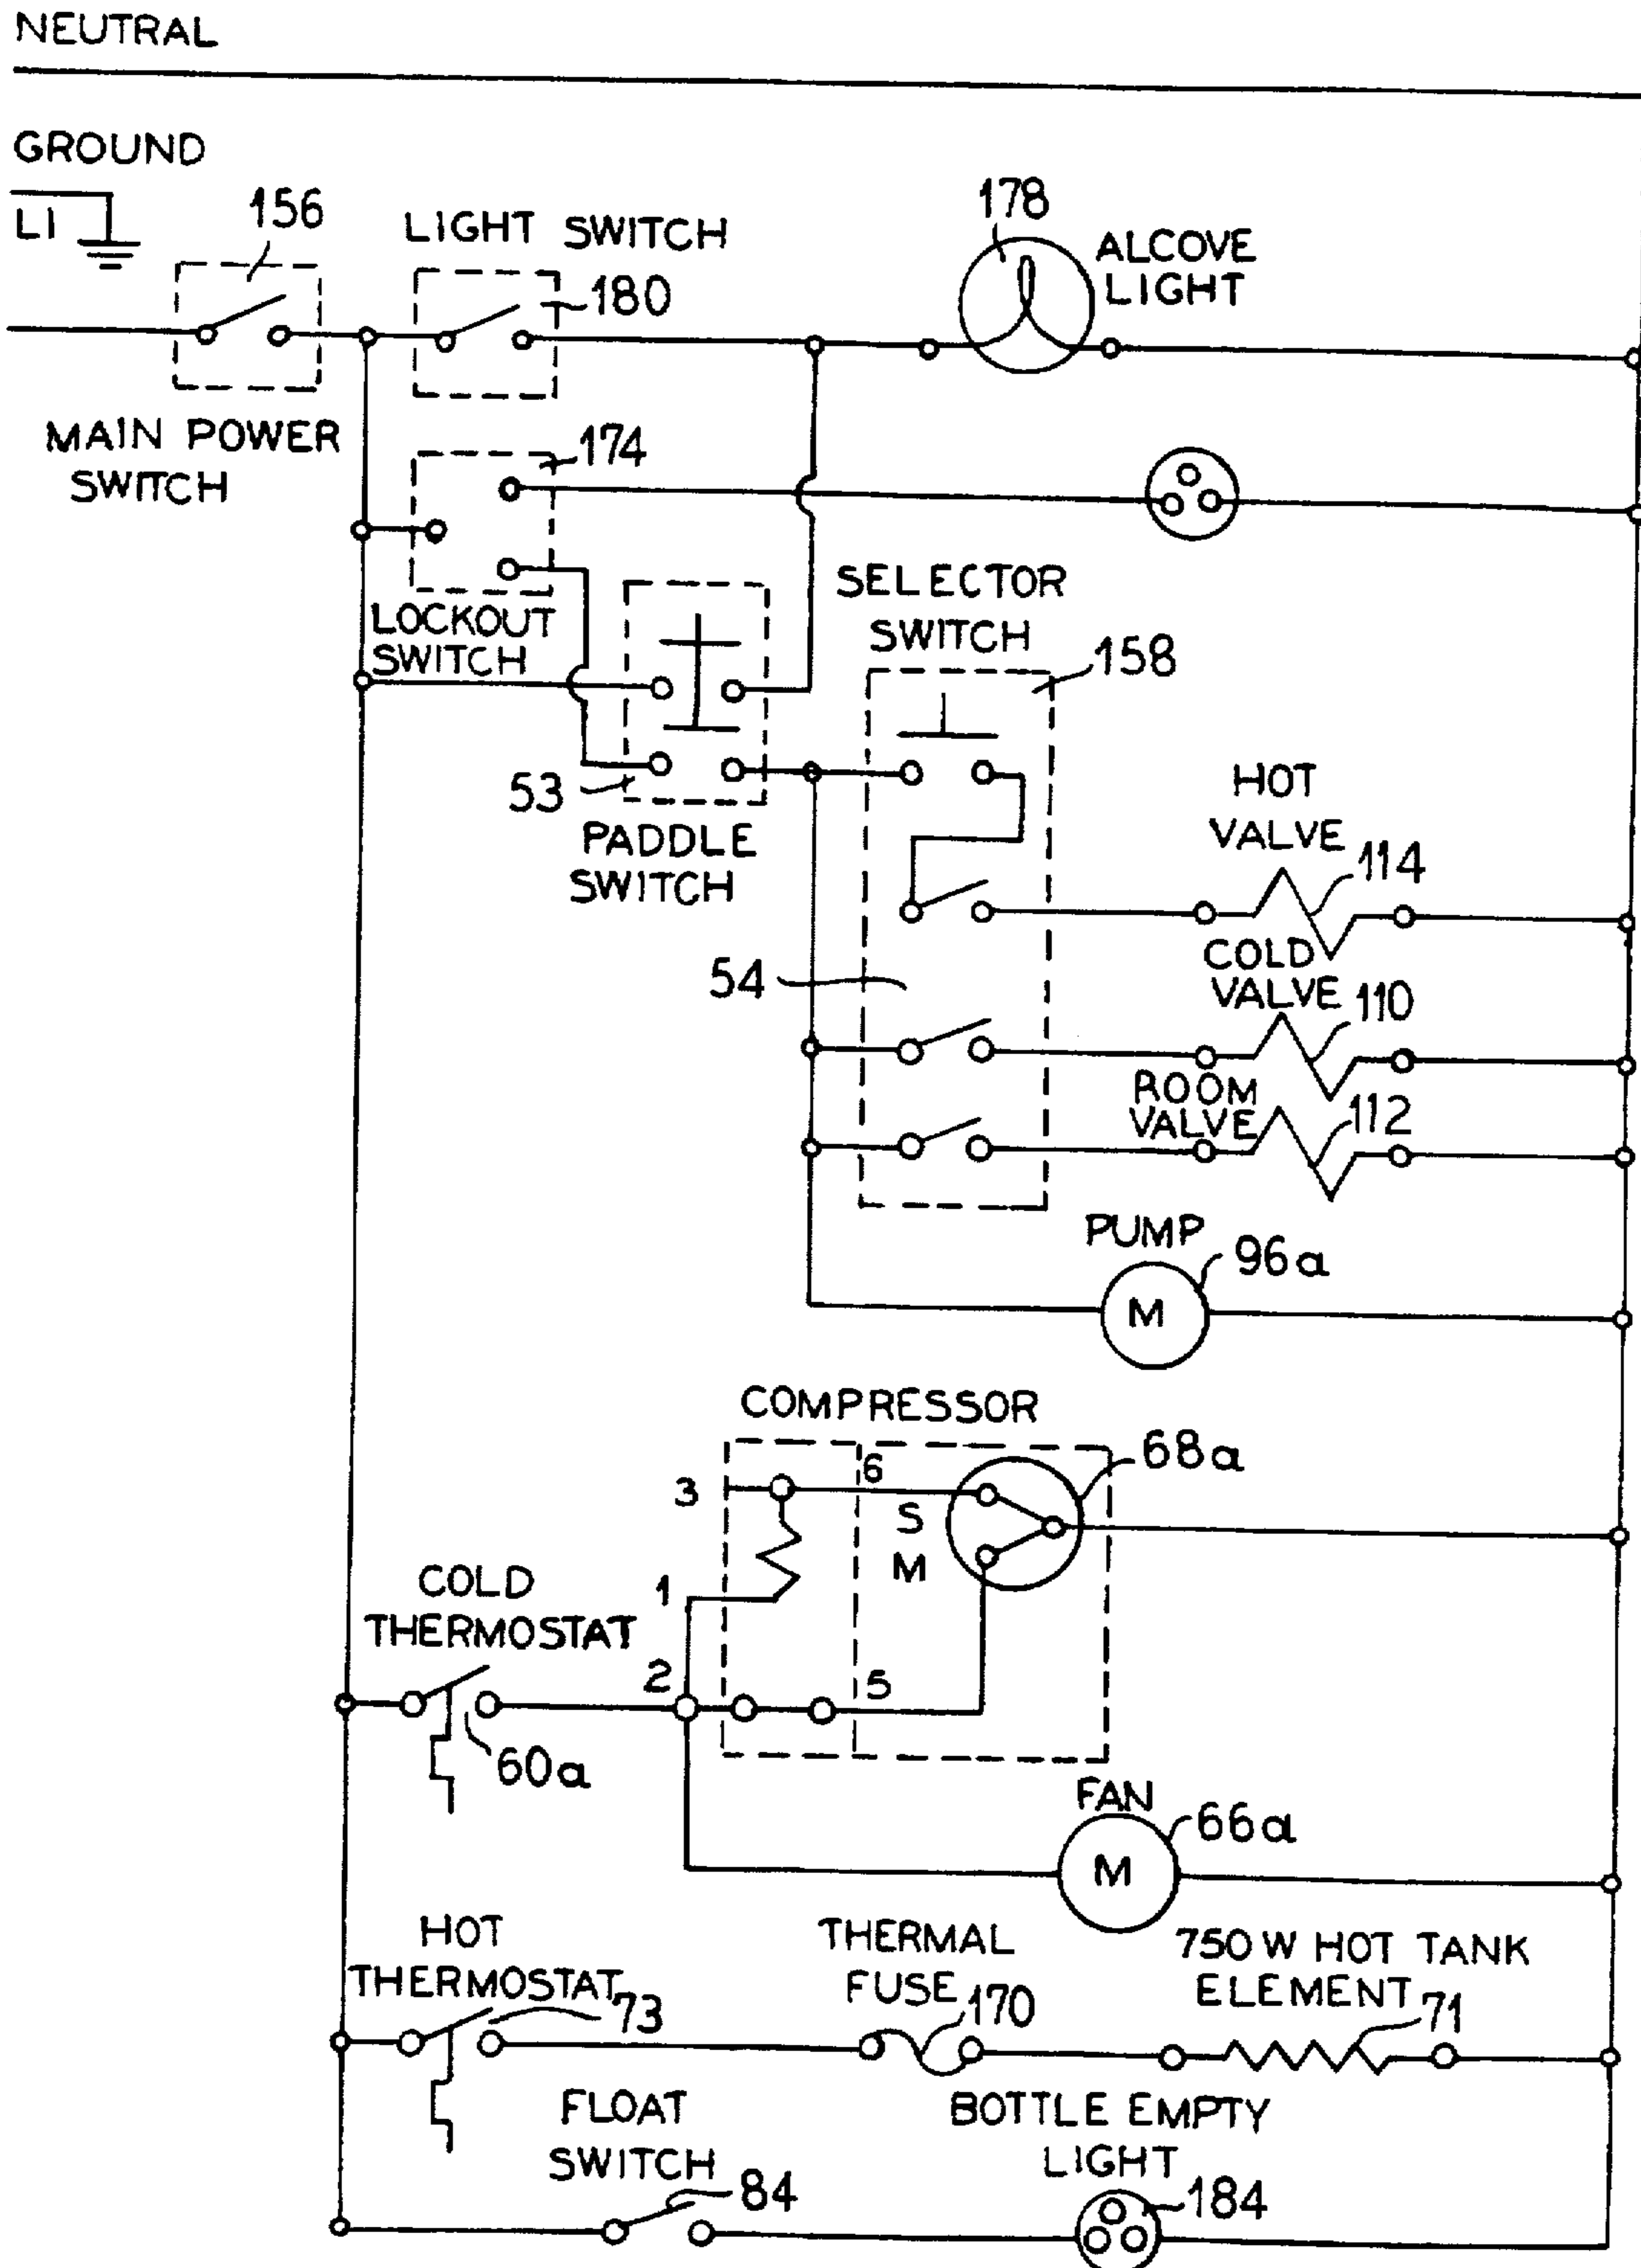 NEUTRAL
GROUND
L1
156
LIGHT SWITCH
180
178
ALCOVE
LIGHT
MAIN POWER
SWITCH
174
LOCKOUT
SWITCH
SELECTOR
SWITCH
158
53
PADDLE
SWITCH
HOT
VALVE
114
54
COLD
VALVE
110
ROOM
VALVE
112
PUMP
96a
M
COMPRESSOR
68a
3
6
S
M
1
COLD
THERMOSTAT
2
5
60a
FAN
66a
M
HOT
THERMOSTAT
73
THERMAL
FUSE
170
750 W HOT TANK
ELEMENT
71
FLOAT
SWITCH
84
BOTTLE EMPTY
LIGHT
184